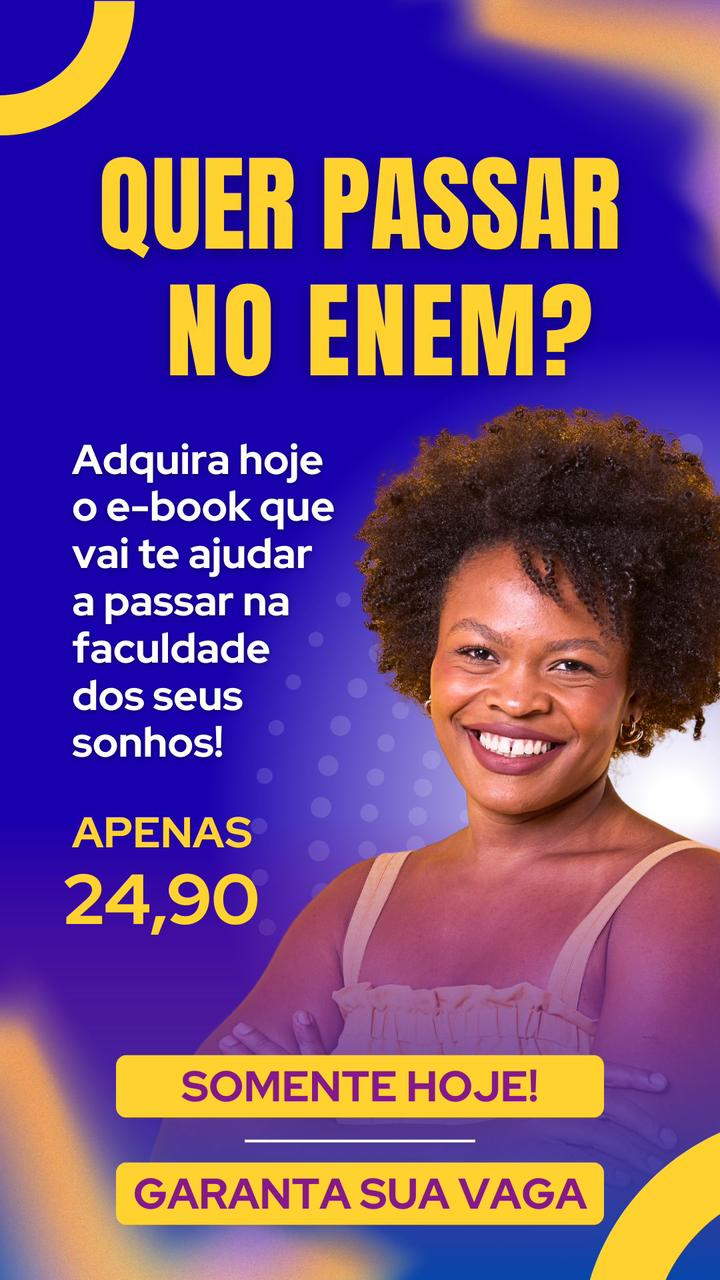 QUER PASSAR
NO ENEM?
Adquira hoje
o e-book que
vai te ajudar
a passar na
faculdade
dos seus
sonhos!
APENAS
24,90
SOMENTE HOJE!
GARANTA SUA VAGA